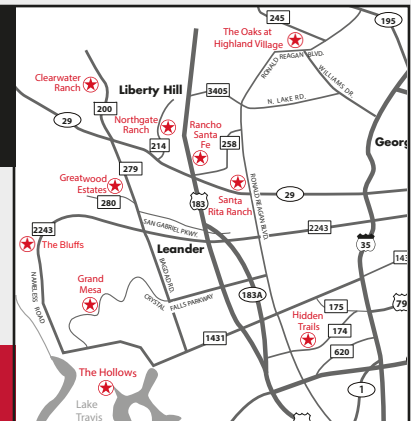 245
195
The Oaks at
Highland Village
RONALD REAGAN BLVD.
WILLIAMS DR.
Clearwater
Ranch
Liberty Hill
3405
N. LAKE RD.
200
29
Northgate
Ranch
214
Rancho
Santa
Fe
258
Georg
279
Greatwood
Estates
280
183
Santa
Rita Ranch
29
RONALD REAGAN BLVD.
2243
SAN GABRIEL PKWY.
2243
The Bluffs
Leander
35
143
BAGDAD RD.
NAMELESS ROAD
Grand
Mesa
CRYSTAL FALLS PARKWAY
183A
175
79
Hidden
Trails
174
1431
620
The Hollows
1
Lake
Travis